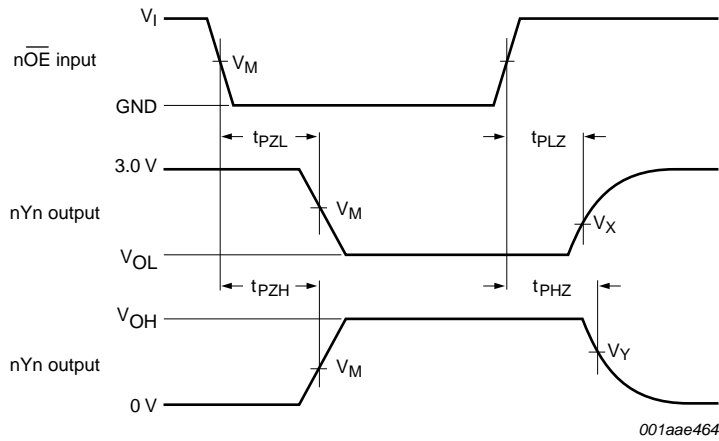 V_I
nO̅E̅ input
V_M
GND
t_PZL
t_PLZ
3.0 V
nYn output
V_M
V_X
V_OL
t_PZH
t_PHZ
V_OH
nYn output
V_M
V_Y
0 V
001aae464